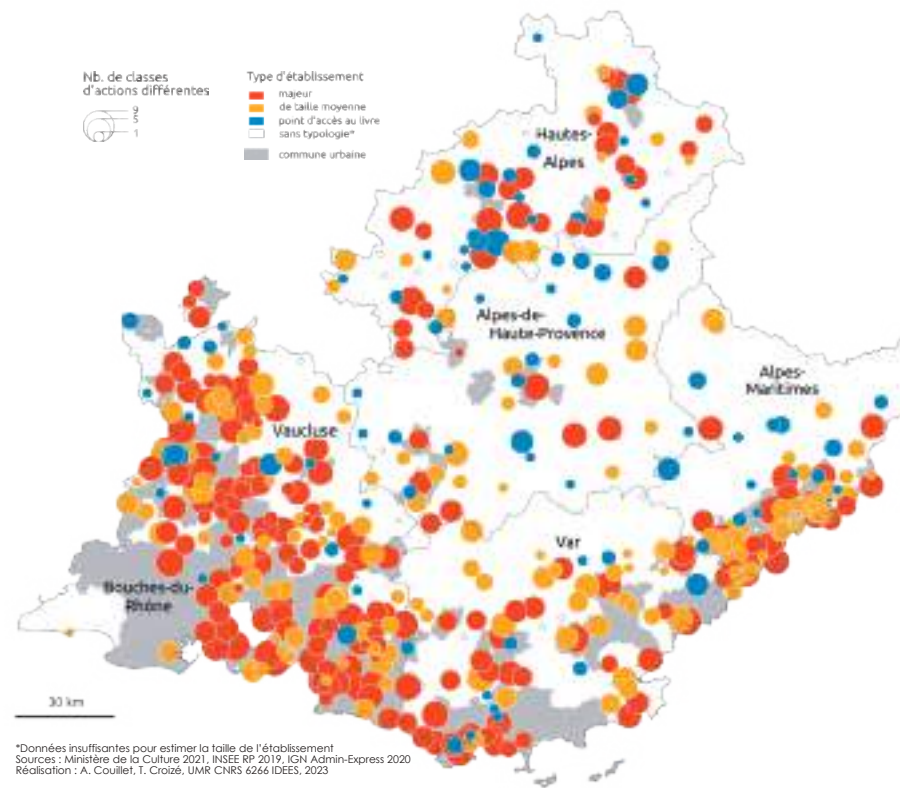 Nb. de classes
d'actions différentes
9
5
1
Type d'établissement
majeur
de taille moyenne
point d'accès au livre
sans typologie*
commune urbaine
Hautes-
Alpes
Alpes-de-
Haute-Provence
Alpes-
Maritimes
Vaucluse
Var
Bouches-du-
Rhône
30 km
*Données insuffisantes pour estimer la taille de l'établissement
Sources : Ministère de la Culture 2021, INSEE RP 2019, IGN Admin-Express 2020
Réalisation : A. Couillet, T. Croizé, UMR CNRS 6266 IDEES, 2023